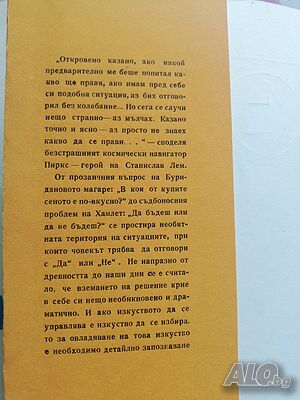 „Откровено казано, ако някой
предварително ме беше попитал ка-
кво ще правя, ако имам пред себе
си подобна ситуация, аз бих отгово-
рил без колебание... Но сега се случи
нещо странно— аз мълчах. Казано
точно и ясно— аз просто не знаех
какво да се прави. . . “ — споделя
безстрашният космически навигатор
Пиркс— герой на Станислав Лем.
От прозаичния въпрос на Бури-
дановото магаре: „В коя от купите
сеното е по-вкусно?“ до съдбоносния
проблем на Хамлет: „Да бъдеш или
да не бъдеш?“ се простира необят-
ната територия на ситуациите, при
които човекът трябва да отговори
с „Да“ или „Не“. Не напразно от
древността до наши дни се е счита-
ло, че вземането на решение крие
в себе си нещо необикновено и дра-
матично. И ако изкуството да се
управлява е изкуство да се избира,
то за овладяване на това изкуство
е необходимо детайлно запознаване
ALO.bg